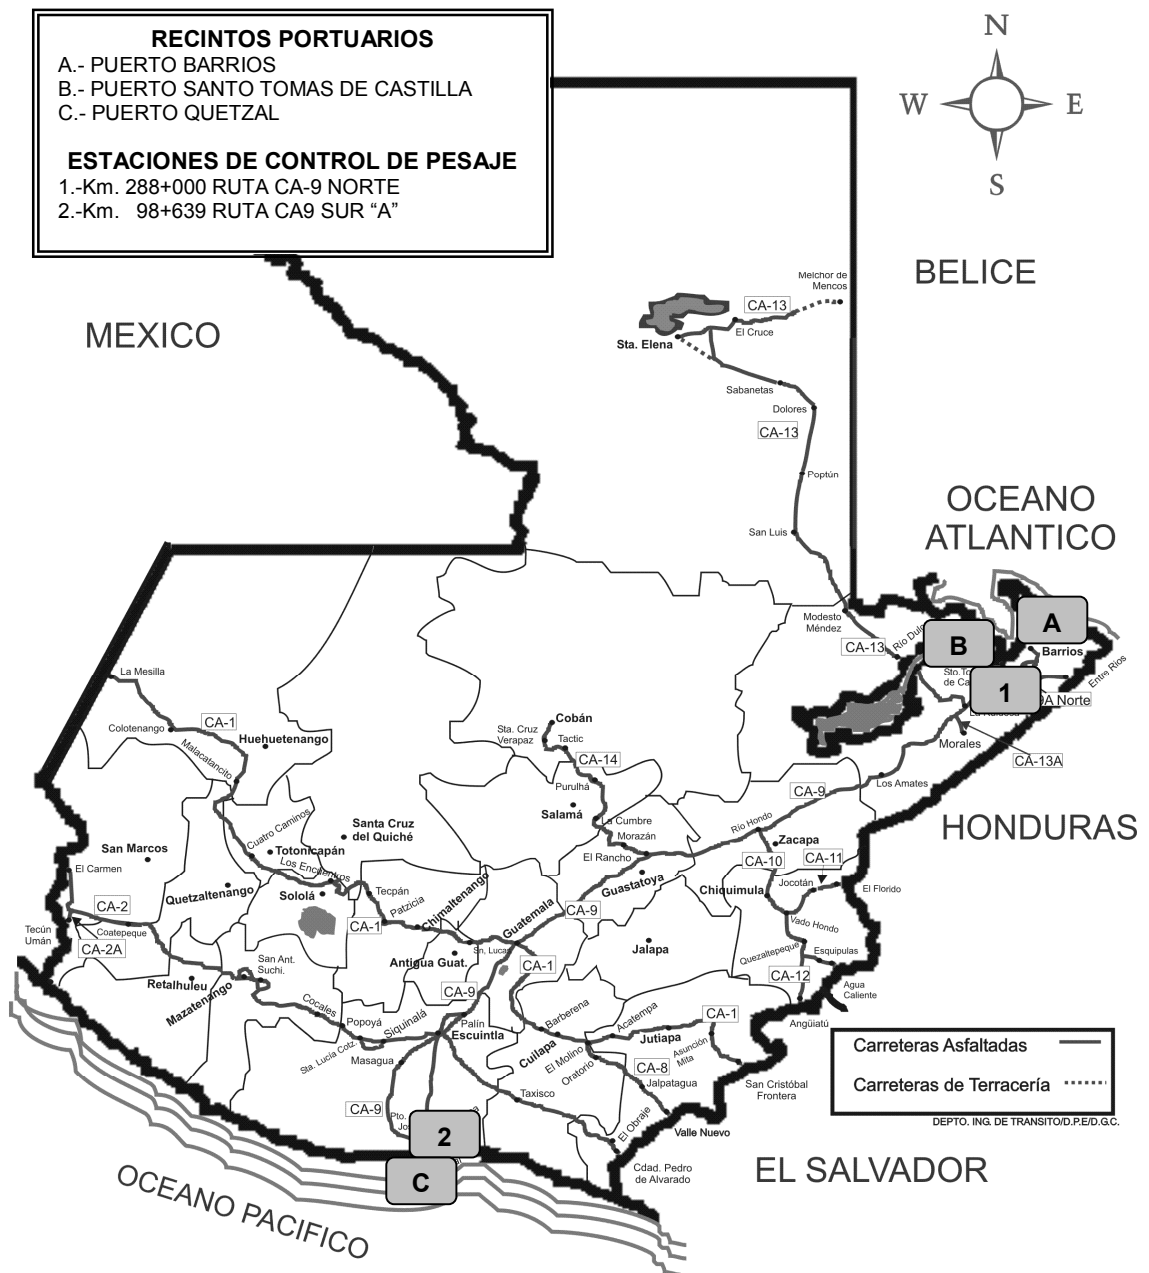 RECINTOS PORTUARIOS
A.- PUERTO BARRIOS
B.- PUERTO SANTO TOMAS DE CASTILLA
C.- PUERTO QUETZAL
ESTACIONES DE CONTROL DE PESAJE
1.-Km. 288+000 RUTA CA-9 NORTE
2.-Km. 98+639 RUTA CA9 SUR “A”
N
W
E
S
BELICE
MEXICO
Melchor de
Mencos
CA-13
El Cruce
Sta. Elena
Sabanetas
Dolores
CA-13
Poptún
San Luis
OCEANO
ATLANTICO
Modesto
Méndez
CA-13
Río Dulce
A
B
Barrios
Sto.
de
1
Entre Rios
9A Norte
Morales
CA-13A
La Mesilla
Colotenango
CA-1
Huehuetenango
Malacatancito
Cobán
Sta. Cruz
Verapaz
Tactic
CA-14
Purulhá
Los Amates
CA-9
HONDURAS
Salamá
La Cumbre
Morazán
Río Hondo
El Rancho
Zacapa
CA-10
CA-11
Santa Cruz
del Quiché
Cuatro Caminos
Totonicapán
Los Encuentros
San Marcos
El Carmen
Guastatoya
Chiquimula
Jocotán
El Florido
Quetzaltenango
Sololá
Tecpán
Patzicia
Chimaltenango
CA-1
Guatemala
CA-9
CA-2
Tecún
Umán
Coatepeque
CA-2A
Vado Hondo
Quezaltepeque
Esquipulas
Jalapa
Sn, Lucas
Antigua Guat.
CA-1
San Ant.
Suchi.
Retalhuleu
Mazatenango
CA-9
CA-12
Agua
Caliente
Angüiatú
Cocales
Popoyá
Siquinalá
Palín
Escuintla
Sta. Lucía Cotz.
Masagua
Barberena
Cuilapa
Acatempa
CA-1
Jutiapa
Asunción
Mita
El Molino
Oratorio
CA-8
Jalpatagua
San Cristóbal
Frontera
Taxisco
CA-9
Pto.
2
El Obraje
Valle Nuevo
Carreteras Asfaltadas
Carreteras de Terracería
DEPTO. ING. DE TRANSITO/D.P.E/D.G.C.
C
Cdad. Pedro
de Alvarado
EL SALVADOR
OCEANO PACIFICO